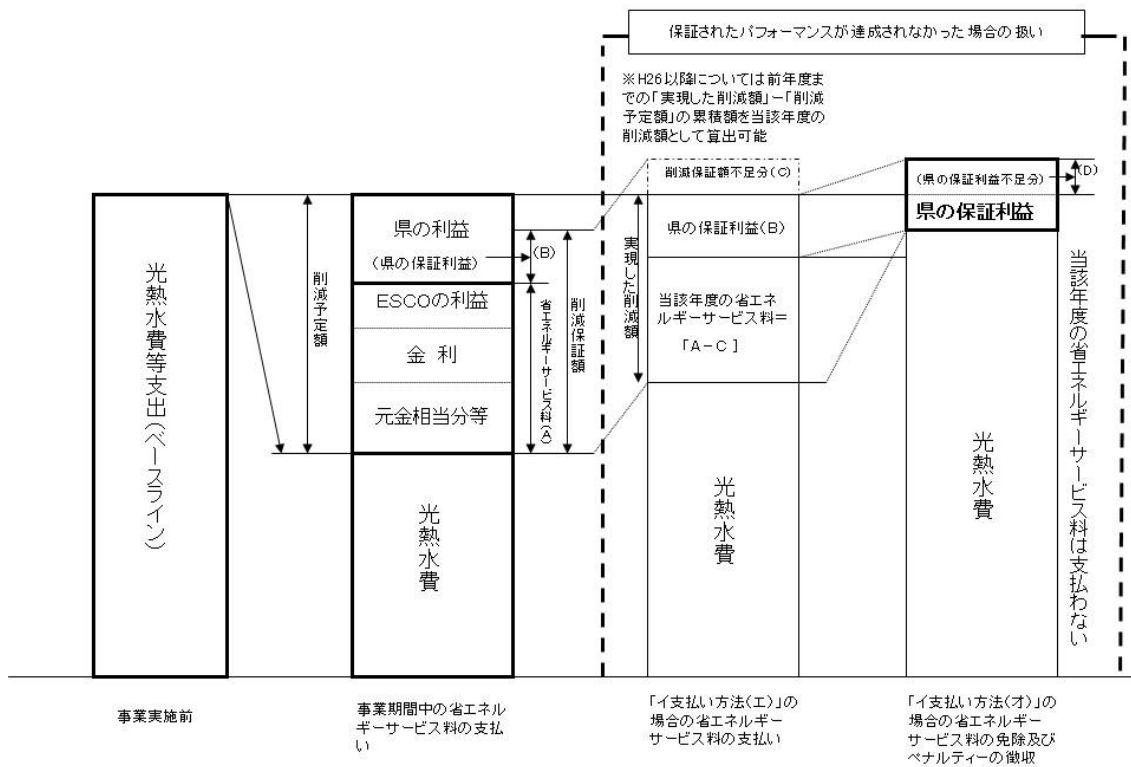 保証されたパフォーマンスが達成されなかった場合の扱い
※H26以降については前年度ま
での「実現した削減額」－「削減
予定額」の累積額を当該年度の
削減額として算出可能
光熱水費等支出(ベースライン)
削減予定額
県の利益
(県の保証利益)
(B)
ESCOの利益
金 利
元金相当分等
省エネルギーサービス料(A)
削減保証額
光熱水費
削減保証額不足分(C)
実現した削減額
県の保証利益(B)
当該年度の省エネ
ルギーサービス料＝
「A－C］
光熱水費
(県の保証利益不足分)
(D)
県の保証利益
光熱水費
当該年度の省エネルギーサービス料は支払わない
事業実施前
事業期間中の省エネル
ギーサービス料の支払
い
「イ支払い方法(エ)」の
場合の省エネルギー
サービス料の支払い
「イ支払い方法(オ)」の
場合の省エネルギー
サービス料の免除及び
ペナルティーの徴収